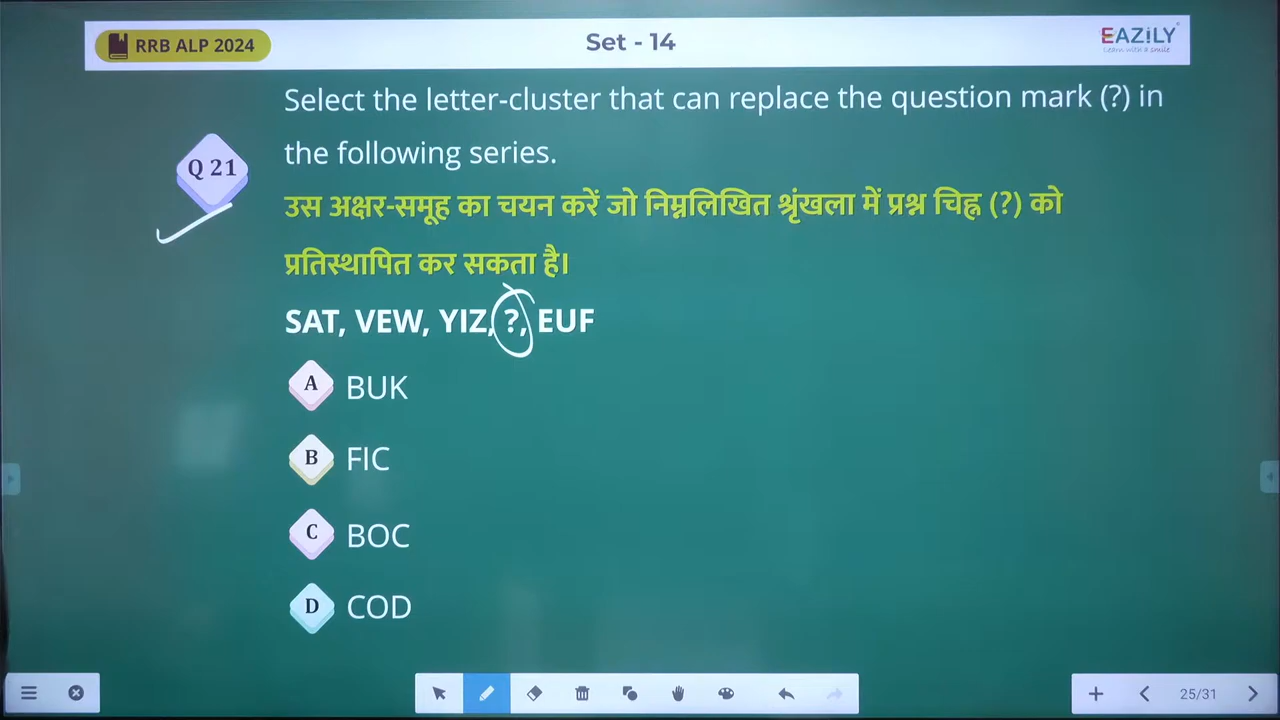 RRB ALP 2024
Set - 14
EAZILY
Learn with a smile
Q 21
Select the letter-cluster that can replace the question mark (?) in
the following series.
उस अक्षर-समूह का चयन करें जो निम्नलिखित श्रृंखला में प्रश्न चिह्न (?) को
प्रतिस्थापित कर सकता है।
SAT, VEW, YIZ, ?, EUF
A BUK
B FIC
C BOC
D COD
25/31